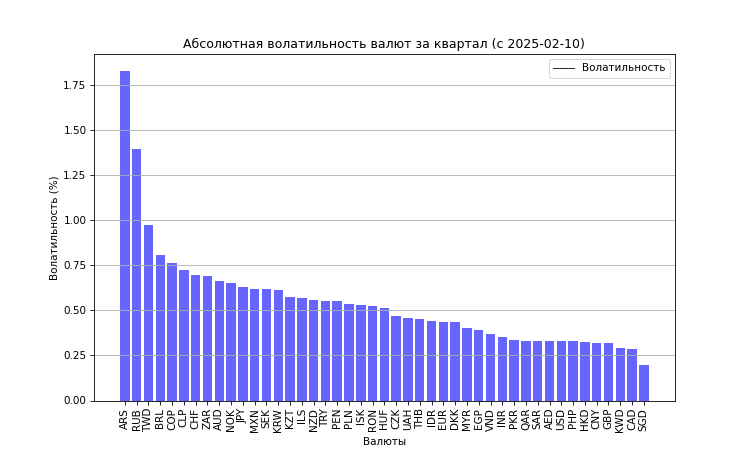 Абсолютная волатильность валют за квартал (с 2025-02-10)
Волатильность
Волатильность (%)
1.75
1.50
1.25
1.00
0.75
0.50
0.25
0.00
ARS RUB TWD BRL COP CLP CHF ZAR AUD NOK JPY MXN SEK KRW KZT ILS NZD TRY PEN PLN ISK RON HUF CZK UAH THB IDR EUR DKK MYR EGP VND INR PKR QAR SAR AED USD PHP HKD CNY GBP KWD CAD SGD
Валюты